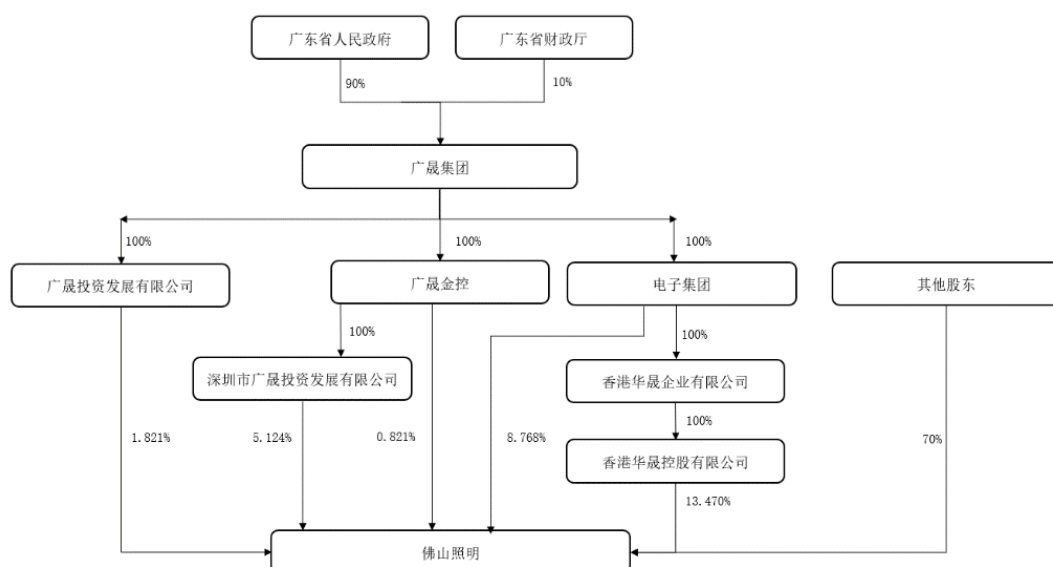 广东省人民政府
广东省财政厅
90%
10%
广晟集团
100%
100%
100%
广晟投资发展有限公司
广晟金控
电子集团
其他股东
100%
100%
深圳市广晟投资发展有限公司
香港华晟企业有限公司
100%
1.821%
5.124%
0.821%
8.768%
70%
香港华晟控股有限公司
13.470%
佛山照明